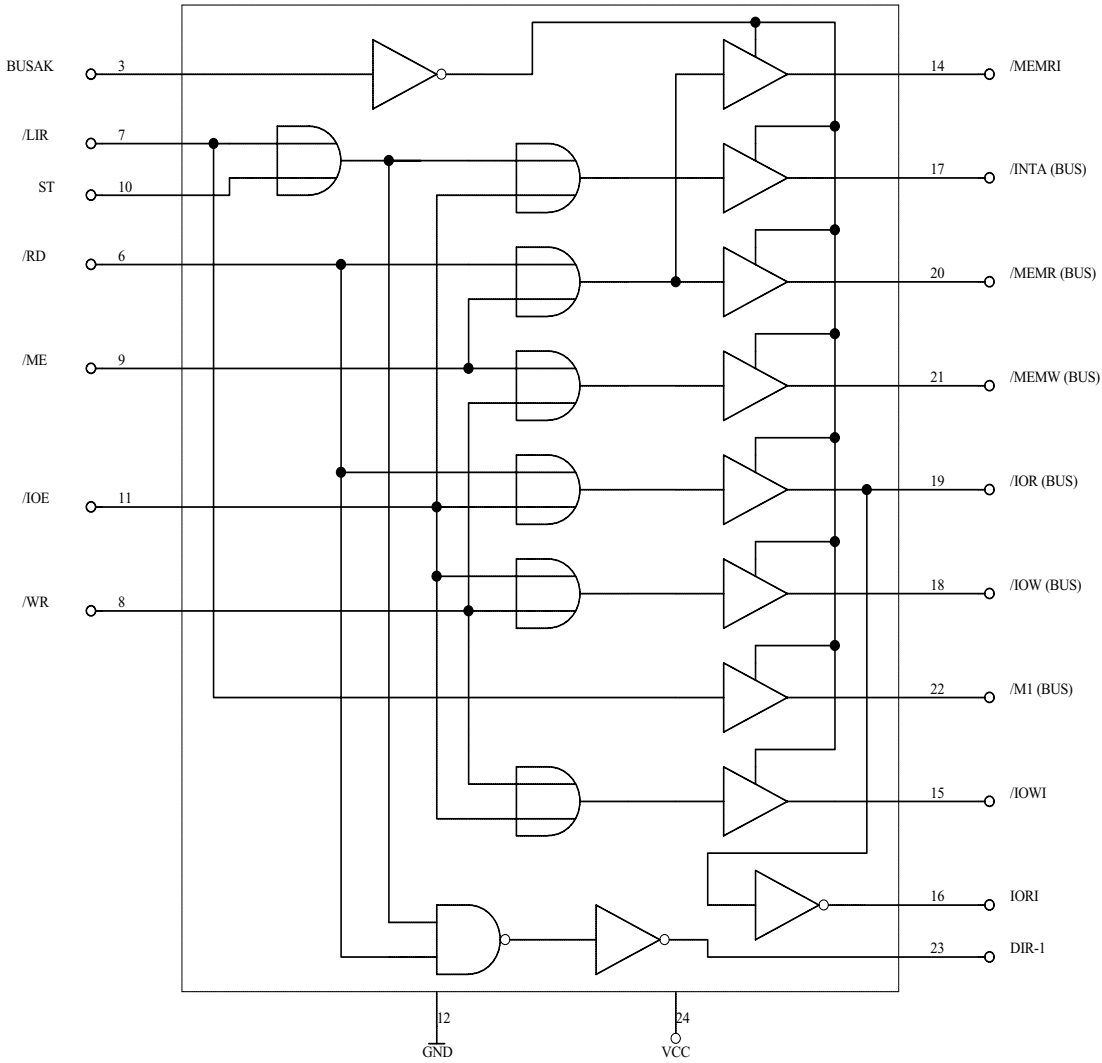 BUSAK 3 14 /MEMRI
/LIR 7
ST 10 17 /INTA (BUS)
/RD 6 20 /MEMR (BUS)
/ME 9 21 /MEMW (BUS)
/IOE 11 19 /IOR (BUS)
/WR 8 18 /IOW (BUS)
22 /M1 (BUS)
15 /IOWI
16 IORI
23 DIR-1
12 24
GND VCC